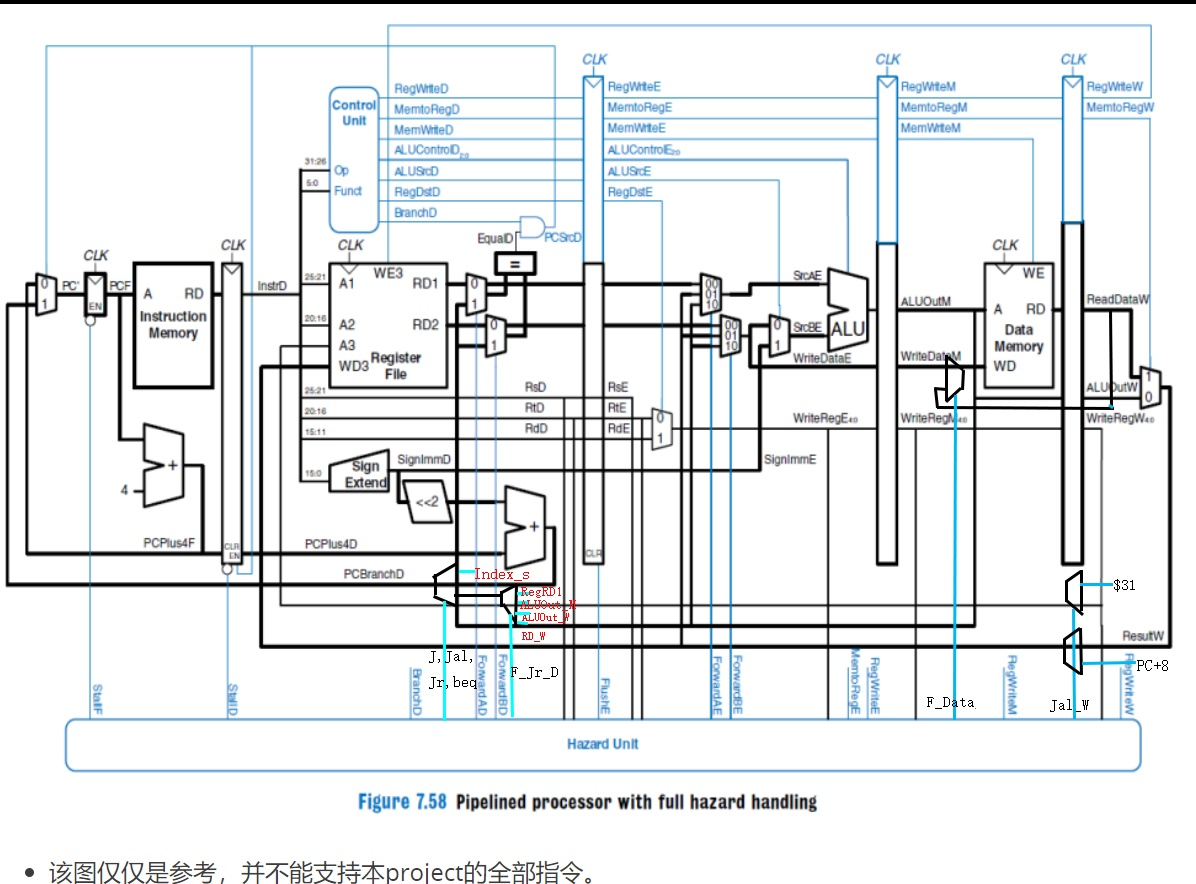 CLK CLK CLK
Control Unit
RegWriteD RegWriteE RegWriteM RegWriteW
MemtoRegD MemtoRegE MemtoRegM MemtoRegW
MemWriteD MemWriteE MemWriteM
ALUControlD2:0 ALUControlE2:0
31:26 Op ALUSrcD ALUSrcE
5:0 Funct RegDstD RegDstE
BranchD
EqualD PCSrcD
CLK CLK CLK CLK
=
WE3 WE
0 PC' PCF A RD InstrD 25:21 A1 RD1 0 00 SrcAE
1 EN 1 01
10
Instruction Memory
20:16 A2 RD2 0 00 0 SrcBE ALU ALUOutM A RD ReadDataW
A3 1 01 1
10
Data Memory
WD3 Register File WriteDataE WriteDataM WD 1
ALUOutW 0
25:21 RsD RsE
20:16 RtD RtE 0 WriteRegE4:0 WriteRegM4:0 WriteRegW4:0
15:11 RdD RdE 1
15:0 Sign Extend SignImmD SignImmE
+
4
<<2
+
PCPlus4F CLR EN PCPlus4D CLR
PCBranchD
Index_s
RegRD1 $31
ALUOut_M
ALUOut_W
RD_W ResultW
J,Jal, PC+8
Jr,beq F_Jr_D
F_Data Jal_W
StallF StallD BranchD ForwardAD ForwardBD FlushE ForwardAE ForwardBE MemtoRegE RegWriteE RegWriteM RegWriteW
Hazard Unit
Figure 7.58 Pipelined processor with full hazard handling
• 该图仅仅是参考，并不能支持本project的全部指令。